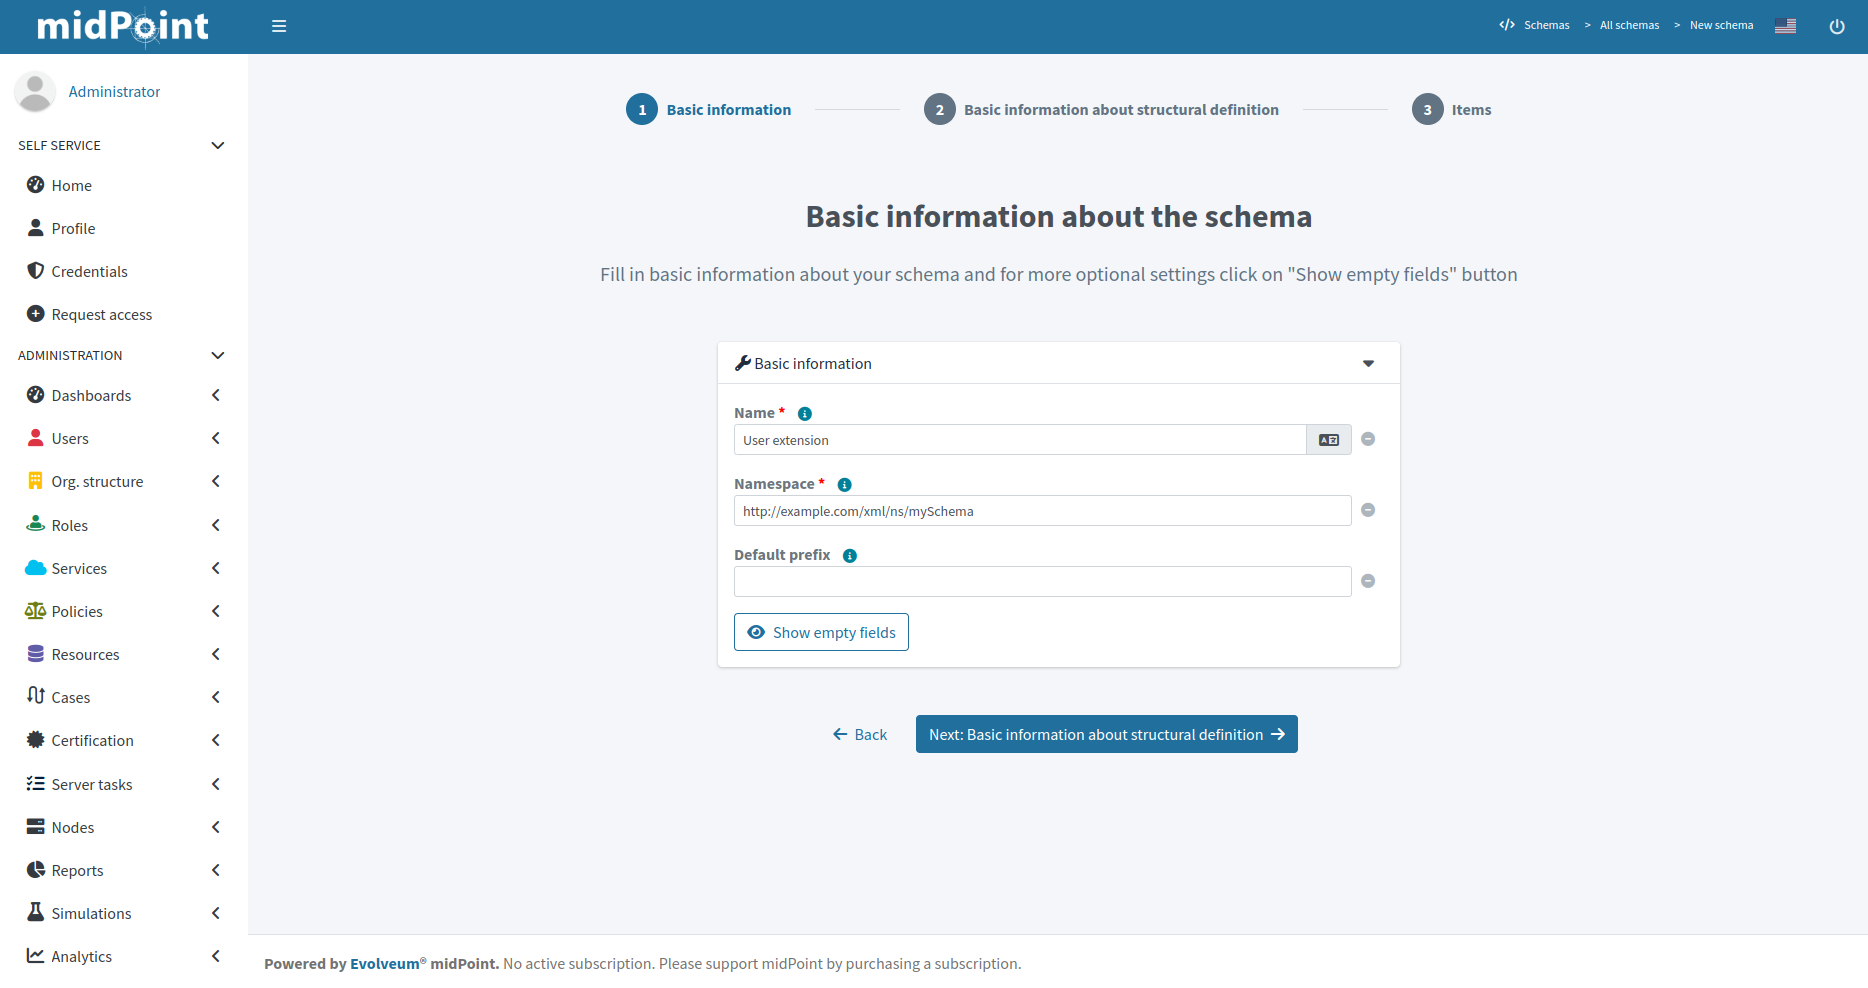 midPoint
Schemas > All schemas > New schema
Administrator
SELF SERVICE
Home
Profile
Credentials
Request access
ADMINISTRATION
Dashboards
Users
Org. structure
Roles
Services
Policies
Resources
Cases
Certification
Server tasks
Nodes
Reports
Simulations
Analytics
1 Basic information
2 Basic information about structural definition
3 Items
Basic information about the schema
Fill in basic information about your schema and for more optional settings click on "Show empty fields" button
Basic information
Name *
User extension
Namespace *
http://example.com/xml/ns/mySchema
Default prefix
Show empty fields
Back
Next: Basic information about structural definition
Powered by Evolveum® midPoint. No active subscription. Please support midPoint by purchasing a subscription.